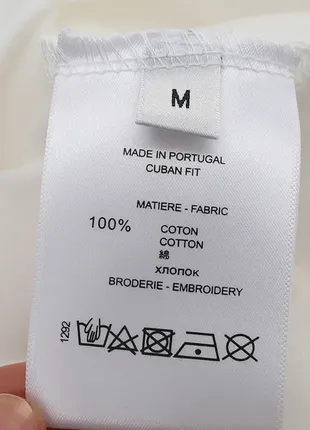 M
MADE IN PORTUGAL
CUBAN FIT
MATIERE - FABRIC
100% COTON
COTTON
綿
ХЛОПОК
BRODERIE - EMBROIDERY
1292